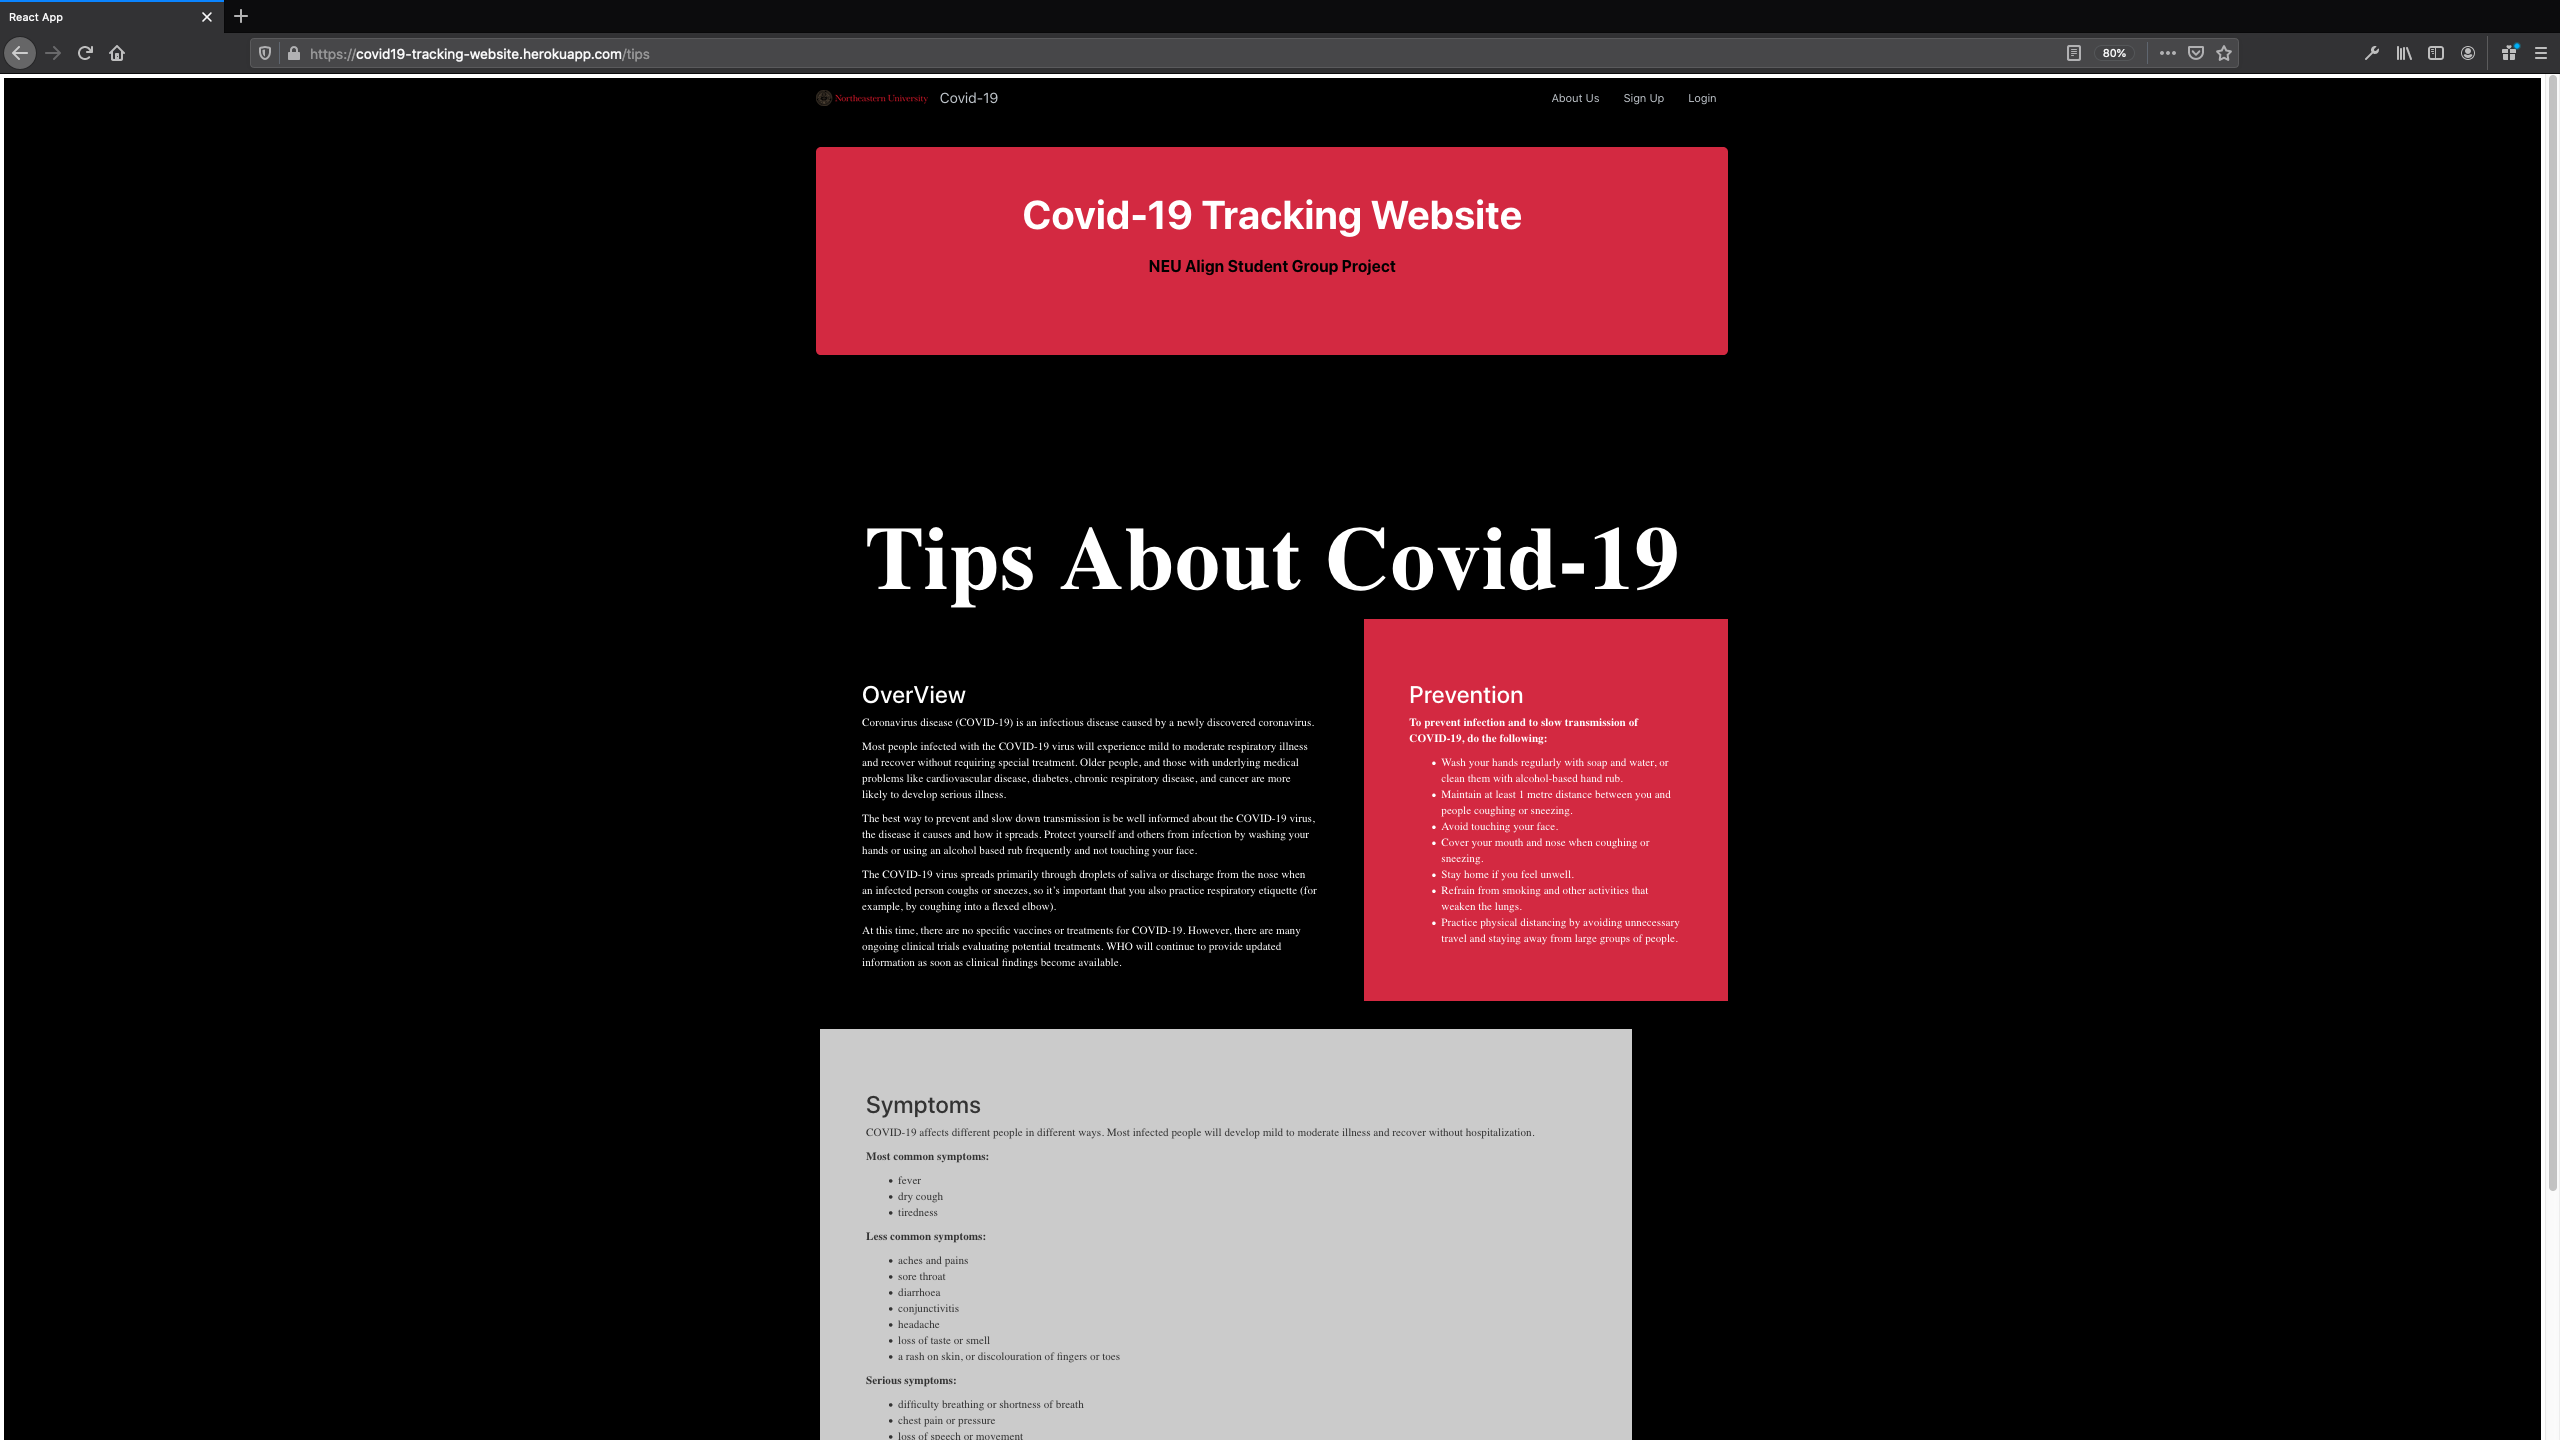 React App
https://covid19-tracking-website.herokuapp.com/tips
80%
Northeastern University
Covid-19
About Us
Sign Up
Login
Covid-19 Tracking Website
NEU Align Student Group Project
Tips About Covid-19
OverView
Coronavirus disease (COVID-19) is an infectious disease caused by a newly discovered coronavirus.
Most people infected with the COVID-19 virus will experience mild to moderate respiratory illness
and recover without requiring special treatment. Older people, and those with underlying medical
problems like cardiovascular disease, diabetes, chronic respiratory disease, and cancer are more
likely to develop serious illness.
The best way to prevent and slow down transmission is be well informed about the COVID-19 virus,
the disease it causes and how it spreads. Protect yourself and others from infection by washing your
hands or using an alcohol based rub frequently and not touching your face.
The COVID-19 virus spreads primarily through droplets of saliva or discharge from the nose when
an infected person coughs or sneezes, so it's important that you also practice respiratory etiquette (for
example, by coughing into a flexed elbow).
At this time, there are no specific vaccines or treatments for COVID-19. However, there are many
ongoing clinical trials evaluating potential treatments. WHO will continue to provide updated
information as soon as clinical findings become available.
Prevention
To prevent infection and to slow transmission of
COVID-19, do the following:
• Wash your hands regularly with soap and water, or
clean them with alcohol-based hand rub.
• Maintain at least 1 metre distance between you and
people coughing or sneezing.
• Avoid touching your face.
• Cover your mouth and nose when coughing or
sneezing.
• Stay home if you feel unwell.
• Refrain from smoking and other activities that
weaken the lungs.
• Practice physical distancing by avoiding unnecessary
travel and staying away from large groups of people.
Symptoms
COVID-19 affects different people in different ways. Most infected people will develop mild to moderate illness and recover without hospitalization.
Most common symptoms:
• fever
• dry cough
• tiredness
Less common symptoms:
• aches and pains
• sore throat
• diarrhoea
• conjunctivitis
• headache
• loss of taste or smell
• a rash on skin, or discolouration of fingers or toes
Serious symptoms:
• difficulty breathing or shortness of breath
• chest pain or pressure
• loss of speech or movement